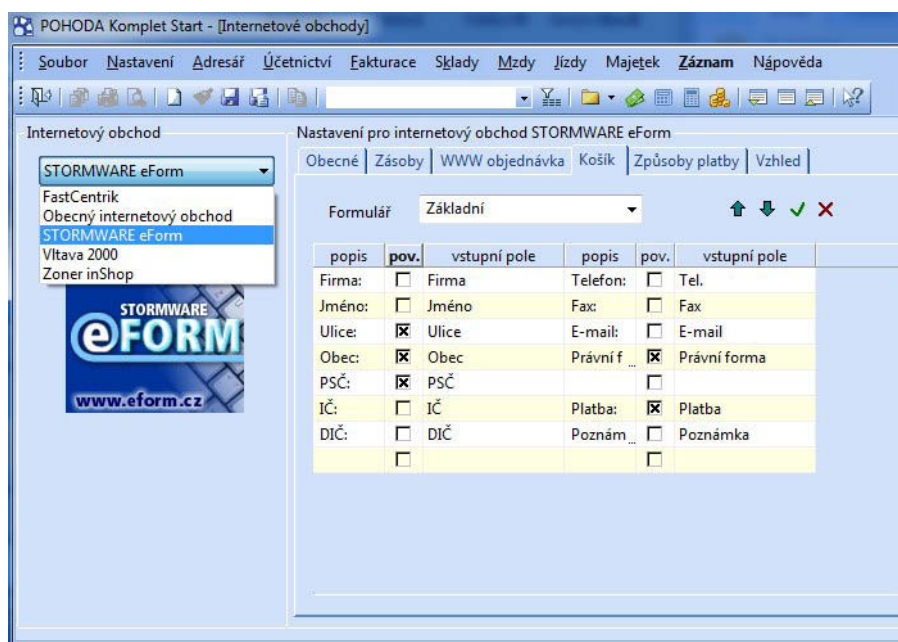 POHODA Komplet Start - [Internetové obchody]
Soubor Nastavení Adresář Účetnictví Fakturace Sklady Mzdy Jízdy Majetek Záznam Nápověda
Internetový obchod
STORMWARE eForm
FastCentrik
Obecný internetový obchod
STORMWARE eForm
Vltava 2000
Zoner inShop
STORMWARE
eFORM
www.eform.cz
Nastavení pro internetový obchod STORMWARE eForm
Obecné Zásoby WWW objednávka Košík Způsoby platby Vzhled
Formulář Základní
popis pov. vstupní pole popis pov. vstupní pole
Firma: Firma Telefon: Tel.
Jméno: Jméno Fax: Fax
Ulice: Ulice E-mail: E-mail
Obec: Obec Právní f... Právní forma
PSČ: PSČ
IČ: IČ Platba: Platba
DIČ: DIČ Poznám... Poznámka